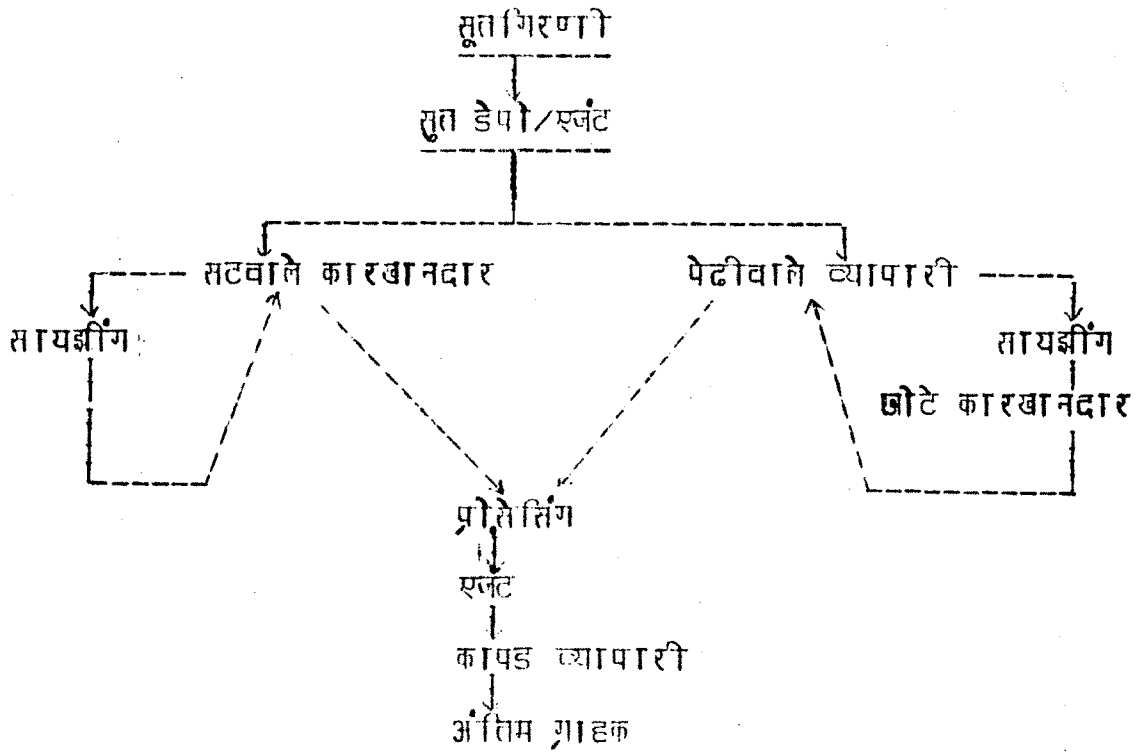 सूतगिरणी
सुत डेपो/एजंट
सटवाले कारखानदार
पेढीवाले व्यापारी
सायझींग
सायझींग
छोटे कारखानदार
प्रोसेसिंग
एजंट
कापड व्यापारी
अंतिम ग्राहक